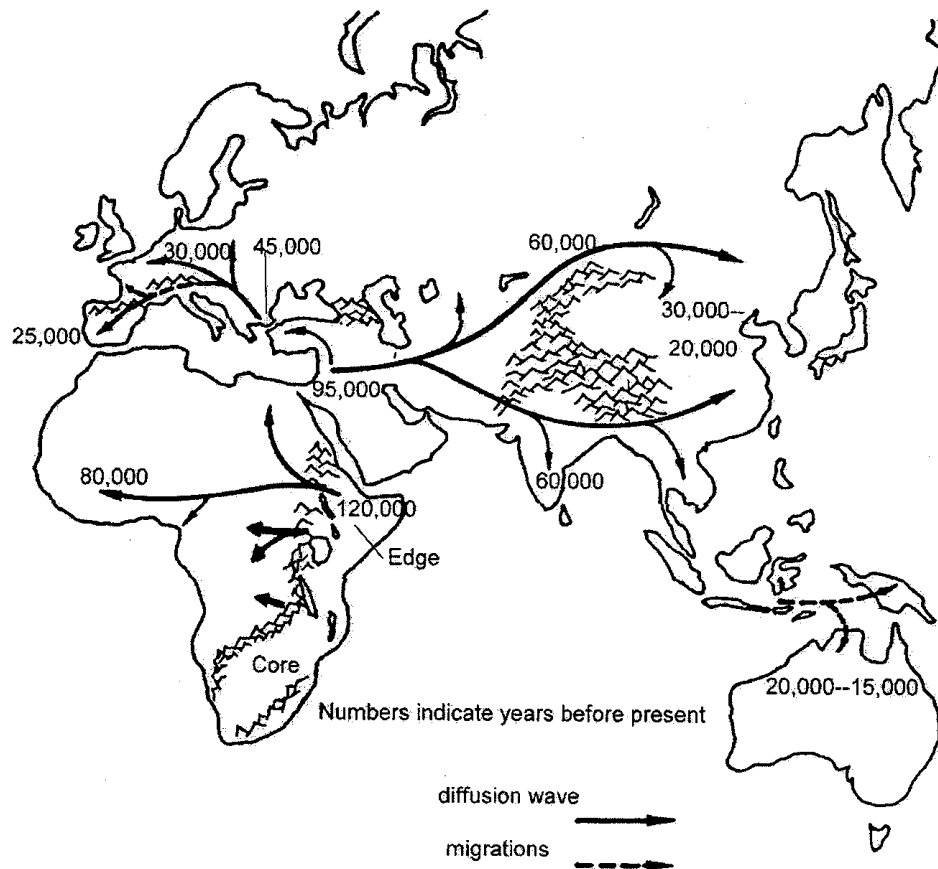 60,000
45,000
30,000
30,000--
20,000
25,000
95,000
80,000
60,000
120,000
Edge
Core
20,000--15,000
Numbers indicate years before present
diffusion wave
migrations